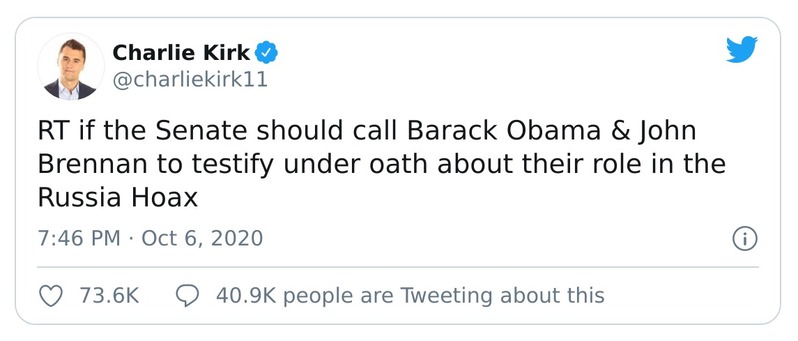 Charlie Kirk
@charliekirk11
RT if the Senate should call Barack Obama & John
Brennan to testify under oath about their role in the
Russia Hoax
7:46 PM · Oct 6, 2020
73.6K 40.9K people are Tweeting about this